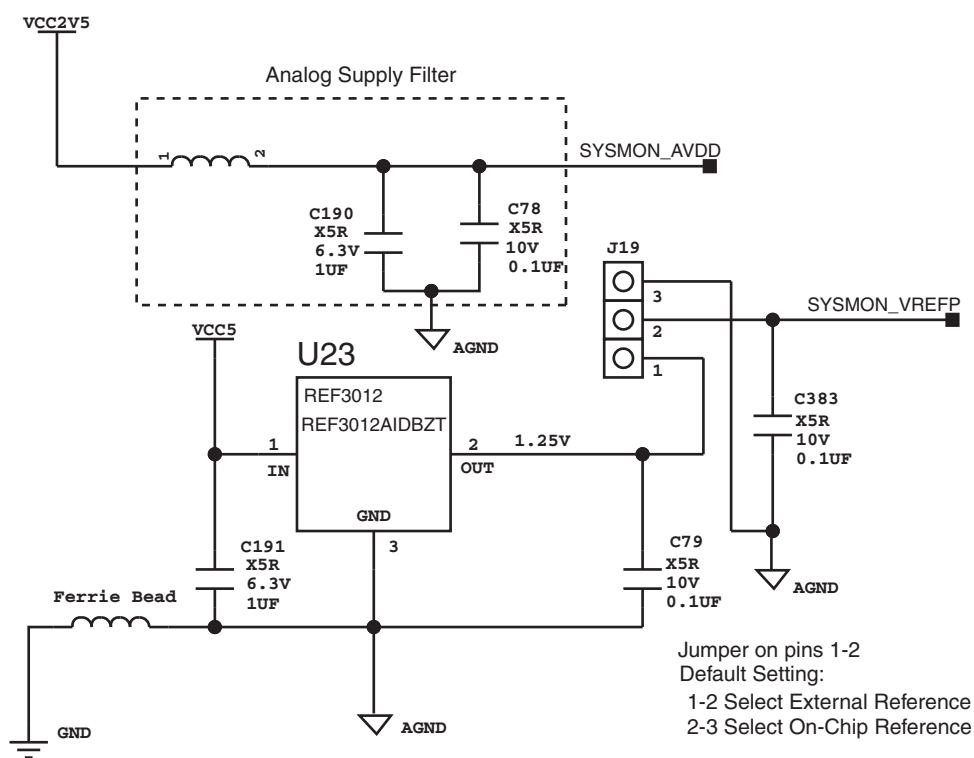 VCC2V5
Analog Supply Filter
1
2
SYSMON_AVDD
C190
X5R
6.3V
1UF
C78
X5R
10V
0.1UF
AGND
J19
3
2
1
SYSMON_VREFP
VCC5
U23
REF3012
REF3012AIDBZT
1
IN
2
OUT
1.25V
GND
3
C383
X5R
10V
0.1UF
AGND
C191
X5R
6.3V
1UF
C79
X5R
10V
0.1UF
Ferrie Bead
GND
AGND
Jumper on pins 1-2
Default Setting:
1-2 Select External Reference
2-3 Select On-Chip Reference